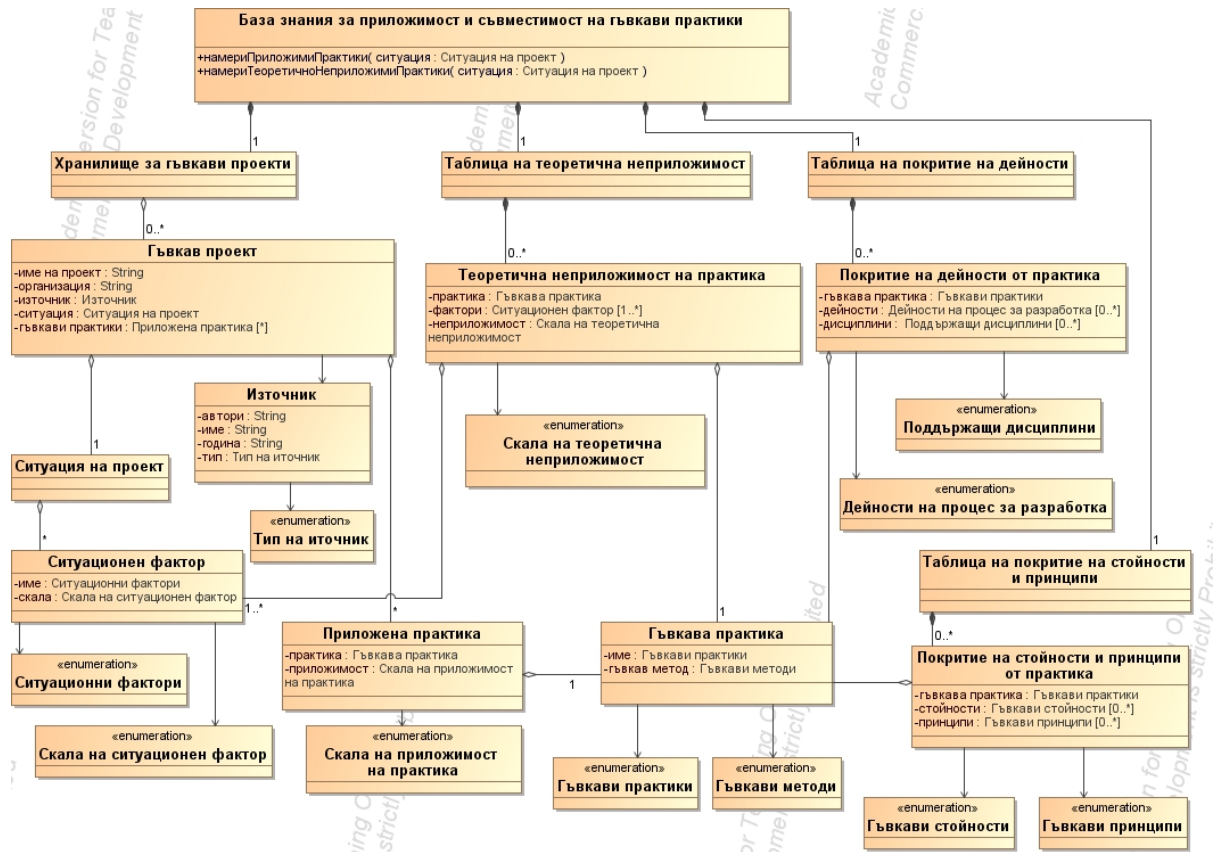 База знания за приложимост и съвместимост на гъвкави практики
+намериПриложимиПрактики( ситуация : Ситуация на проект )
+намериТеоретичноНеприложимиПрактики( ситуация : Ситуация на проект )
1
1
1
Хранилище за гъвкави проекти
Таблица на теоретична неприложимост
Таблица на покритие на дейности
0..*
0..*
0..*
Гъвкав проект
-име на проект : String
-организация : String
-източник : Източник
-ситуация : Ситуация на проект
-гъвкави практики : Приложена практика [*]
Теоретична неприложимост на практика
-практика : Гъвкава практика
-фактори : Ситуационен фактор [1..*]
-неприложимост : Скала на теоретична
неприложимост
Покритие на дейности от практика
-гъвкава практика : Гъвкави практики
-дейности : Дейности на процес за разработка [0..*]
-дисциплини : Поддържащи дисциплини [0..*]
Източник
-автори : String
-име : String
-година : String
-тип : Тип на източник
«enumeration»
Скала на теоретична
неприложимост
«enumeration»
Поддържащи дисциплини
1
Ситуация на проект
«enumeration»
Дейности на процес за разработка
«enumeration»
Тип на източник
*
1
Ситуационен фактор
-име : Ситуационни фактори
-скала : Скала на ситуационен фактор
1..*
Таблица на покритие на стойности
и принципи
*
1
0..*
Приложена практика
-практика : Гъвкава практика
-приложимост : Скала на приложимост
на практика
1
Гъвкава практика
-име : Гъвкави практики
-гъвкав метод : Гъвкави методи
Покритие на стойности и принципи
от практика
-гъвкава практика : Гъвкави практики
-стойности : Гъвкави стойности [0..*]
-принципи : Гъвкави принципи [0..*]
«enumeration»
Ситуационни фактори
«enumeration»
Скала на ситуационен фактор
«enumeration»
Скала на приложимост
на практика
«enumeration»
Гъвкави практики
«enumeration»
Гъвкави методи
«enumeration»
Гъвкави стойности
«enumeration»
Гъвкави принципи